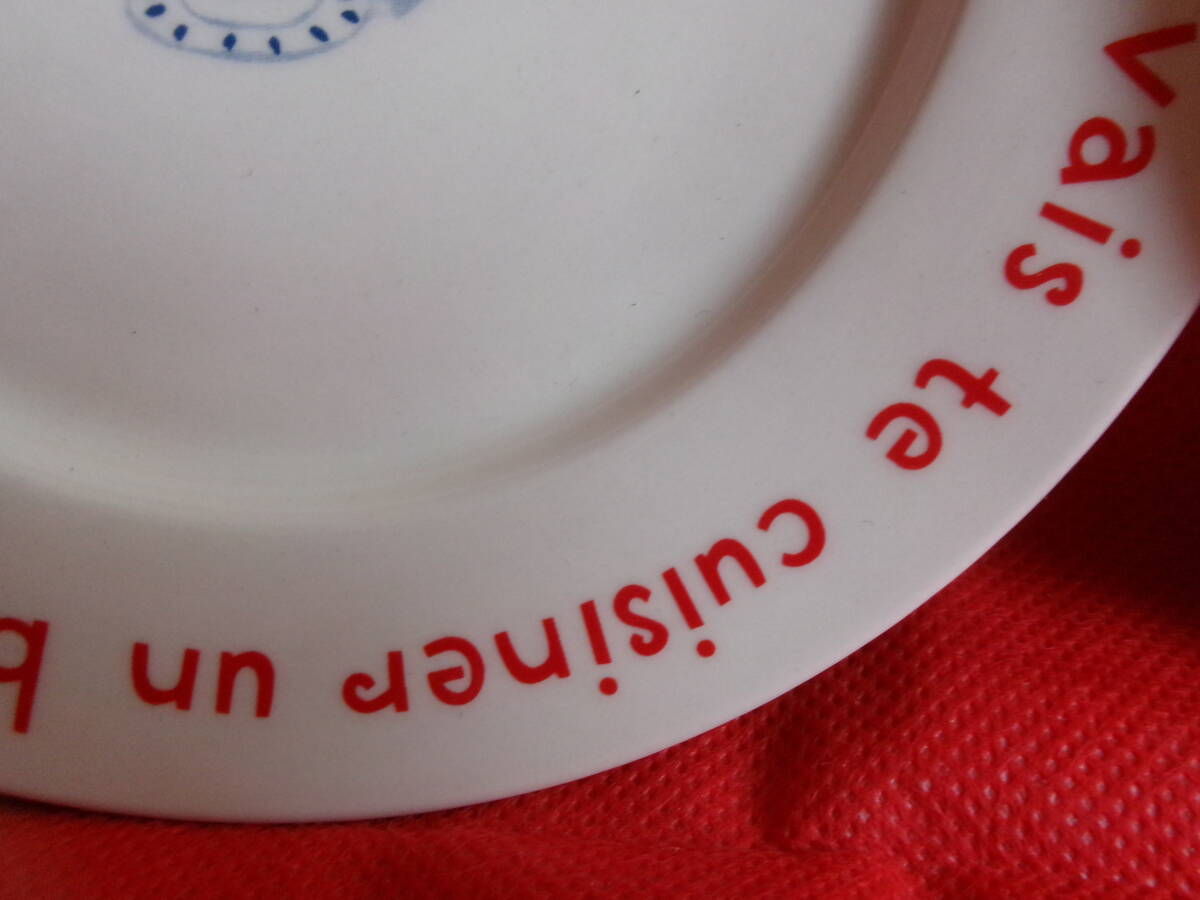 vais te cuisiner un b